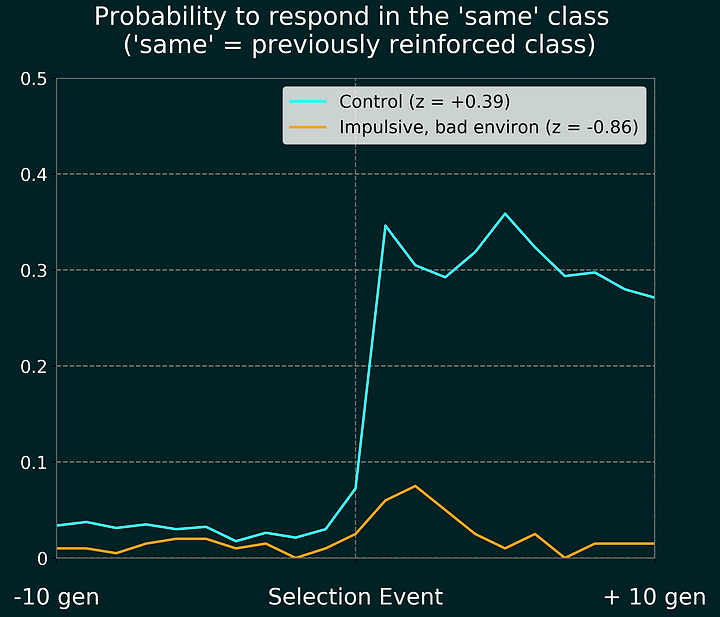 Probability to respond in the 'same' class
('same' = previously reinforced class)
0.5
Control (z = +0.39)
Impulsive, bad environ (z = -0.86)
0.4
0.3
0.2
0.1
0
-10 gen
Selection Event
+ 10 gen